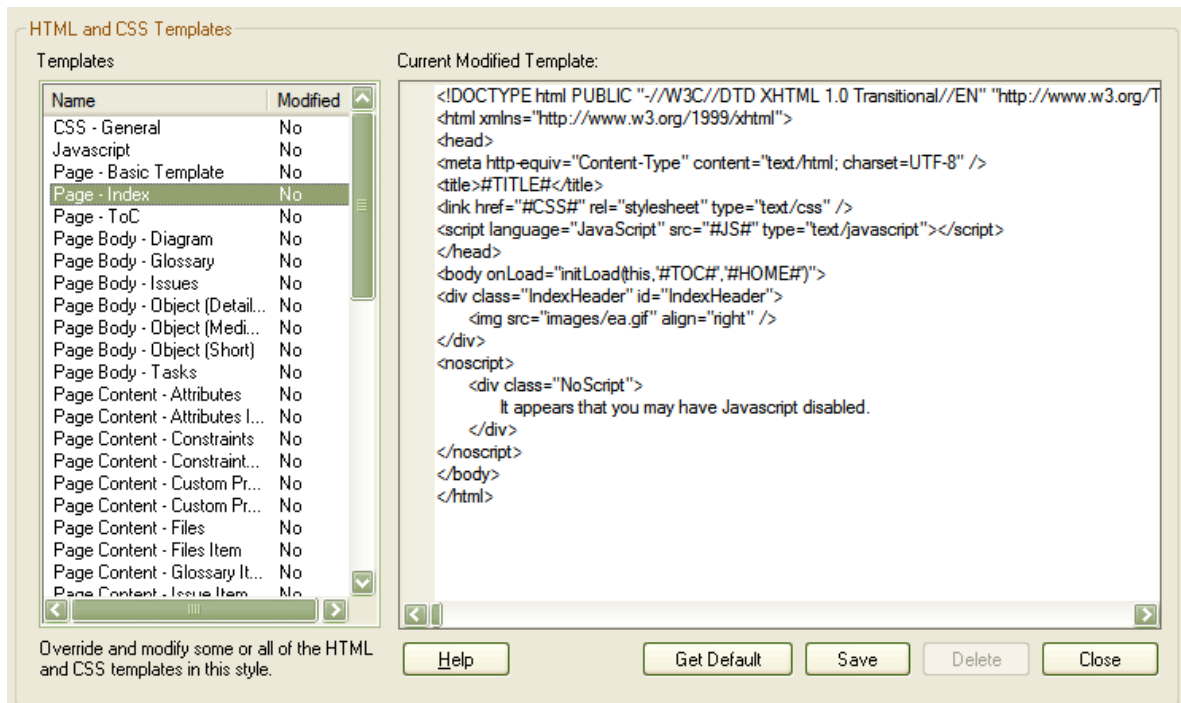 HTML and CSS Templates
Templates
Name Modified
CSS - General No
Javascript No
Page - Basic Template No
Page - Index No
Page - ToC No
Page Body - Diagram No
Page Body - Glossary No
Page Body - Issues No
Page Body - Object (Detail... No
Page Body - Object (Medi... No
Page Body - Object (Short) No
Page Body - Tasks No
Page Content - Attributes No
Page Content - Attributes I... No
Page Content - Constraints No
Page Content - Constraint... No
Page Content - Custom Pr... No
Page Content - Custom Pr... No
Page Content - Files No
Page Content - Files Item No
Page Content - Glossary It... No
Page Content - Issue Item No
Override and modify some or all of the HTML
and CSS templates in this style.
Current Modified Template:
<!DOCTYPE html PUBLIC "-//W3C//DTD XHTML 1.0 Transitional//EN" "http://www.w3.org/T
<html xmlns="http://www.w3.org/1999/xhtml">
<head>
<meta http-equiv="Content-Type" content="text/html; charset=UTF-8" />
<title>#TITLE#</title>
<link href="#CSS#" rel="stylesheet" type="text/css" />
<script language="JavaScript" src="#JS#" type="text/javascript"></script>
</head>
<body onLoad="initLoad(this,'#TOC#','#HOME#')">
<div class="IndexHeader" id="IndexHeader">
<img src="images/ea.gif" align="right" />
</div>
<noscript>
<div class="NoScript">
It appears that you may have Javascript disabled.
</div>
</noscript>
</body>
</html>
Help Get Default Save Delete Close